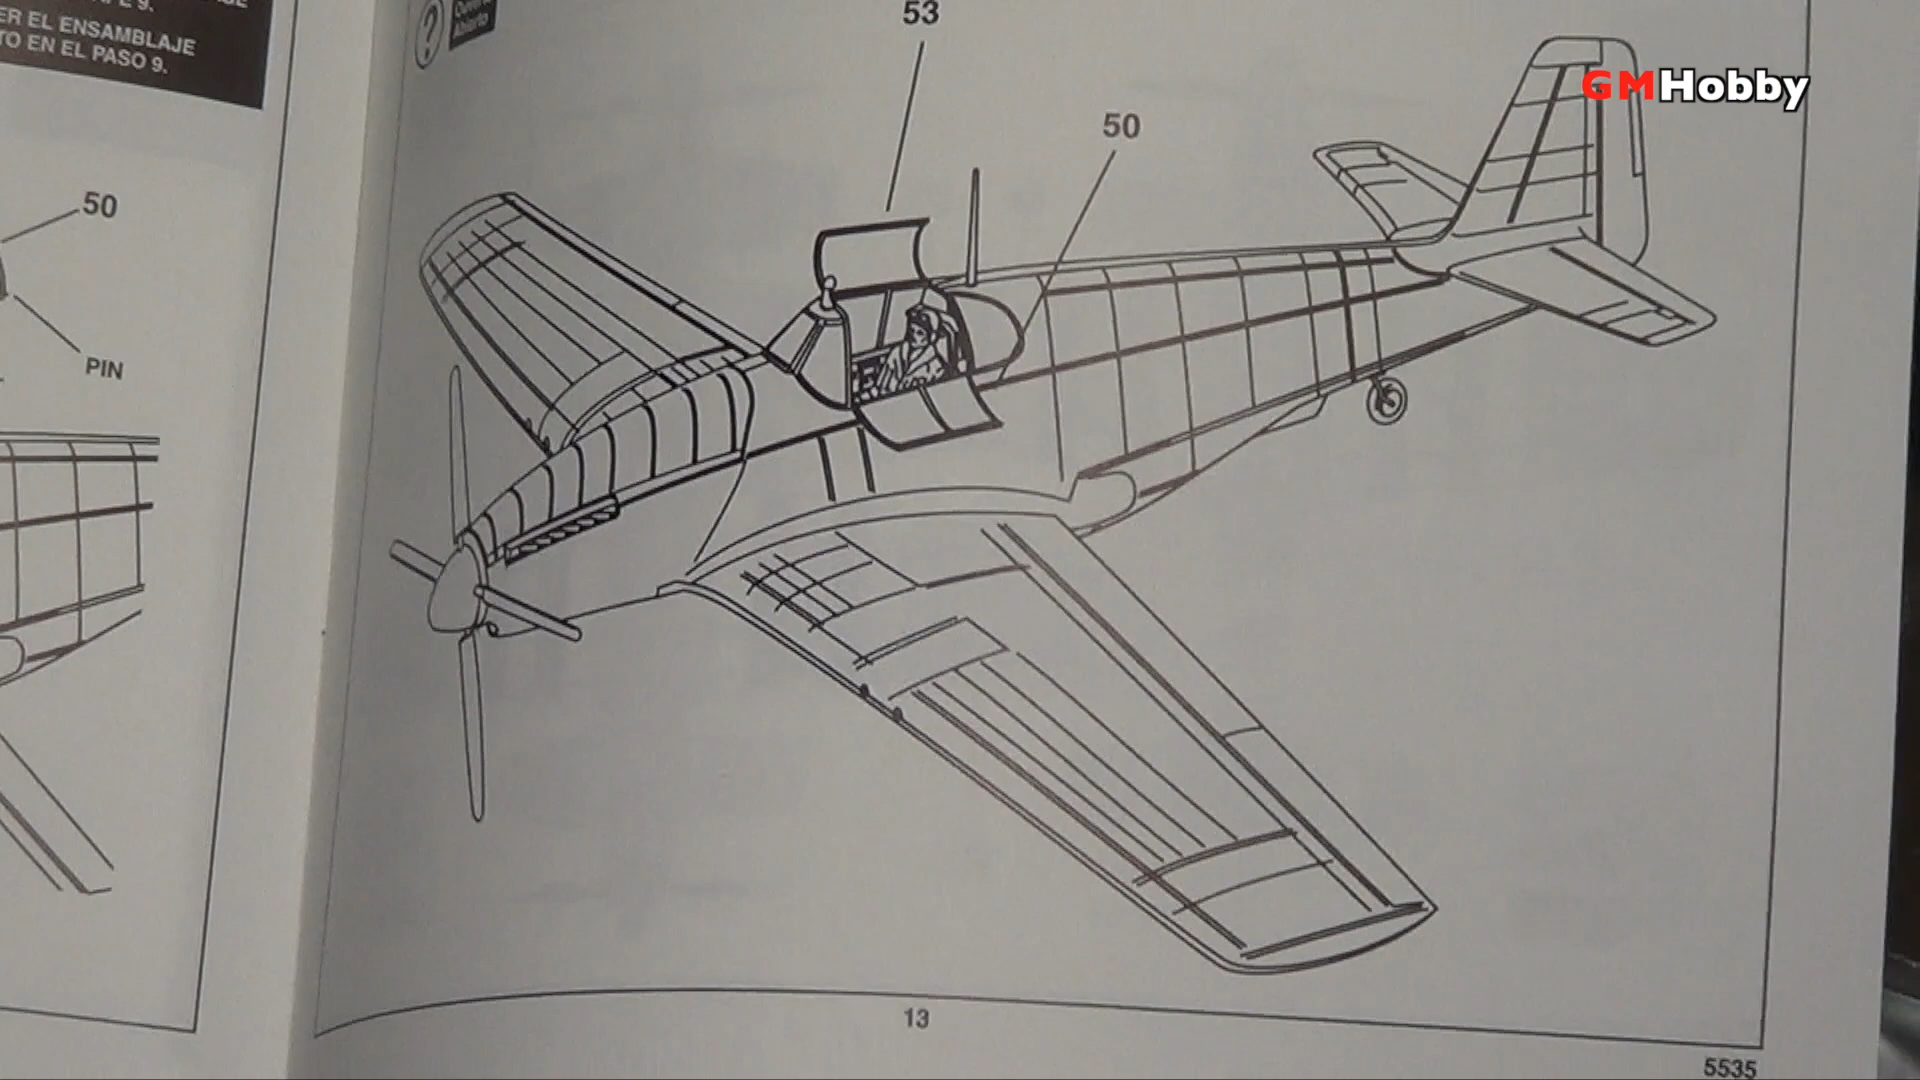 ER EL ENSAMBLAJE
TO EN EL PASO 9.
50
PIN
53
50
GMHobby
13
5535